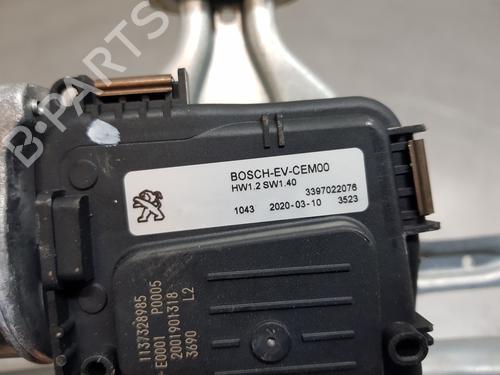 B-PARTS
BOSCH-EV-CEM00
HW1.2 SW1.40
3397022076
1043 2020-03-10 3523
1137328985
E0001 P0005
2001901318
3690 L2